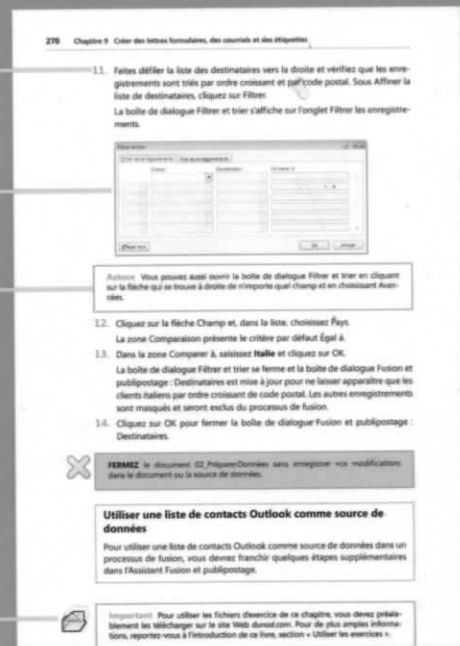 270 Chapitre 9 Créer des lettres formulaires, des courriels et des étiquettes
11. Faites défiler la liste des destinataires vers la droite et vérifiez que les enre-
gistrements sont triés par ordre croissant et par code postal. Sous Affiner la
liste de destinataires, cliquez sur Filtrer.
La boîte de dialogue Filtrer et trier s'affiche sur l'onglet Filtrer les enregistre-
ments.
Astuce Vous pouvez aussi ouvrir la boîte de dialogue Filtrer et trier en cliquant
sur la flèche qui se trouve à droite de n'importe quel champ et en choisissant Avan-
cées.
12. Cliquez sur la flèche Champ et, dans la liste, choisissez Pays.
La zone Comparaison présente le critère par défaut Égal à.
13. Dans la zone Comparer à, saisissez Italie et cliquez sur OK.
La boîte de dialogue Filtrer et trier se ferme et la boîte de dialogue Fusion et
publipostage : Destinataires est mise à jour pour ne laisser apparaître que les
clients italiens par ordre croissant de code postal. Les autres enregistrements
sont masqués et seront exclus du processus de fusion.
14. Cliquez sur OK pour fermer la boîte de dialogue Fusion et publipostage :
Destinataires.
FERMEZ le document 02_PréparerDonnées sans enregistrer vos modifications
dans le document ou la source de données.
Utiliser une liste de contacts Outlook comme source de
données
Pour utiliser une liste de contacts Outlook comme source de données dans un
processus de fusion, vous devrez franchir quelques étapes supplémentaires
dans l'Assistant Fusion et publipostage.
Important Pour utiliser les fichiers d'exercice de ce chapitre, vous devez préala-
blement les télécharger sur le site Web dunod.com. Pour de plus amples informa-
tions, reportez-vous à l'introduction de ce livre, section « Utiliser les exercices ».